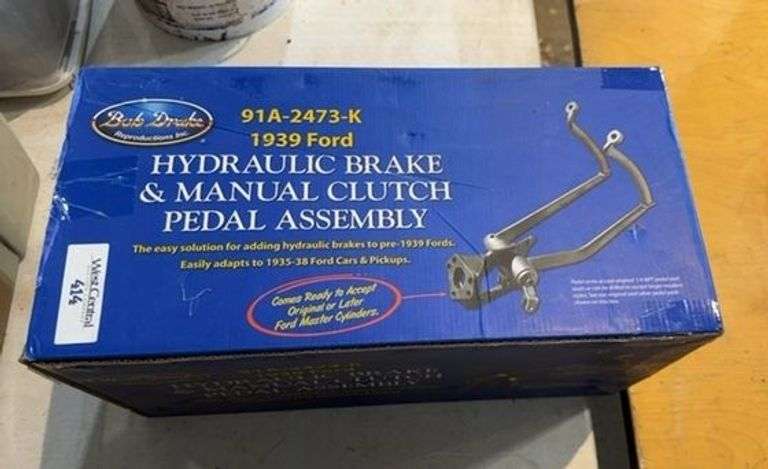 Bob Drake
Reproductions Inc.
91A-2473-K
1939 Ford
HYDRAULIC BRAKE
& MANUAL CLUTCH
PEDAL ASSEMBLY
The easy solution for adding hydraulic brakes to pre-1939 Fords.
Easily adapts to 1935-38 Ford Cars & Pickups.
Comes Ready to Accept
Original or Later
Ford Master Cylinders.
West Central
414
HYDRAULIC BRAKE